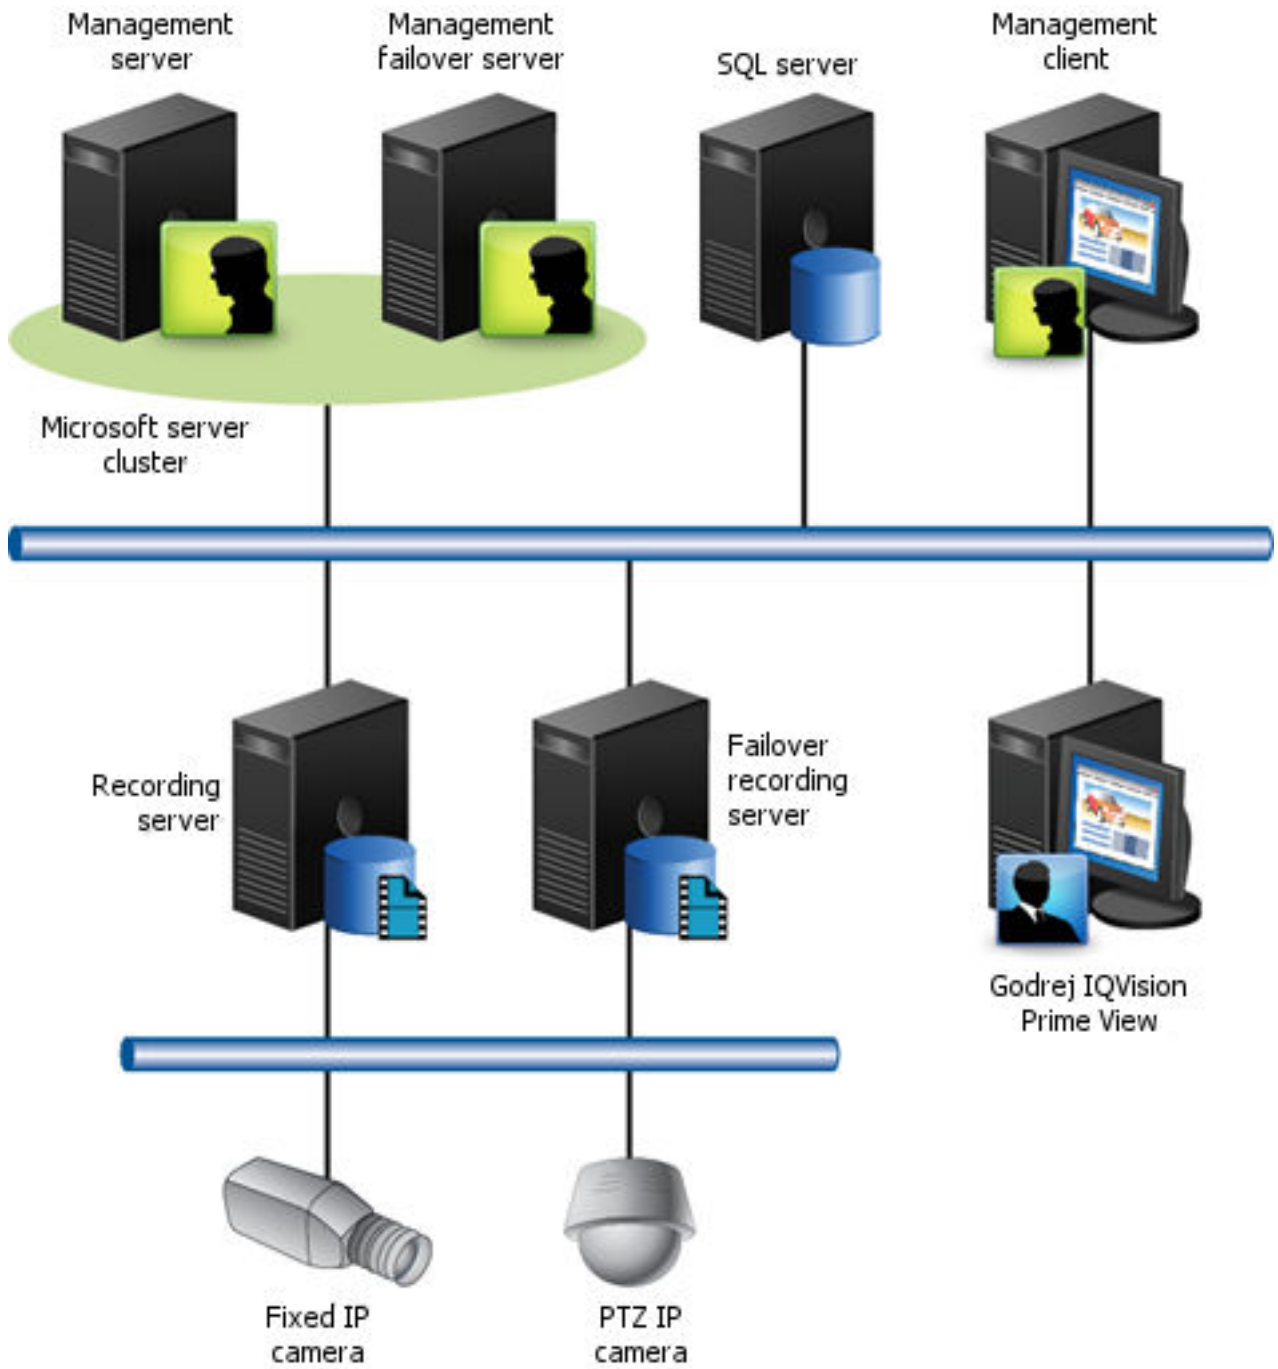 Management
server
Management
failover server
SQL server
Management
client
Microsoft server
cluster
Recording
server
Failover
recording
server
Godrej IQVision
Prime View
Fixed IP
camera
PTZ IP
camera